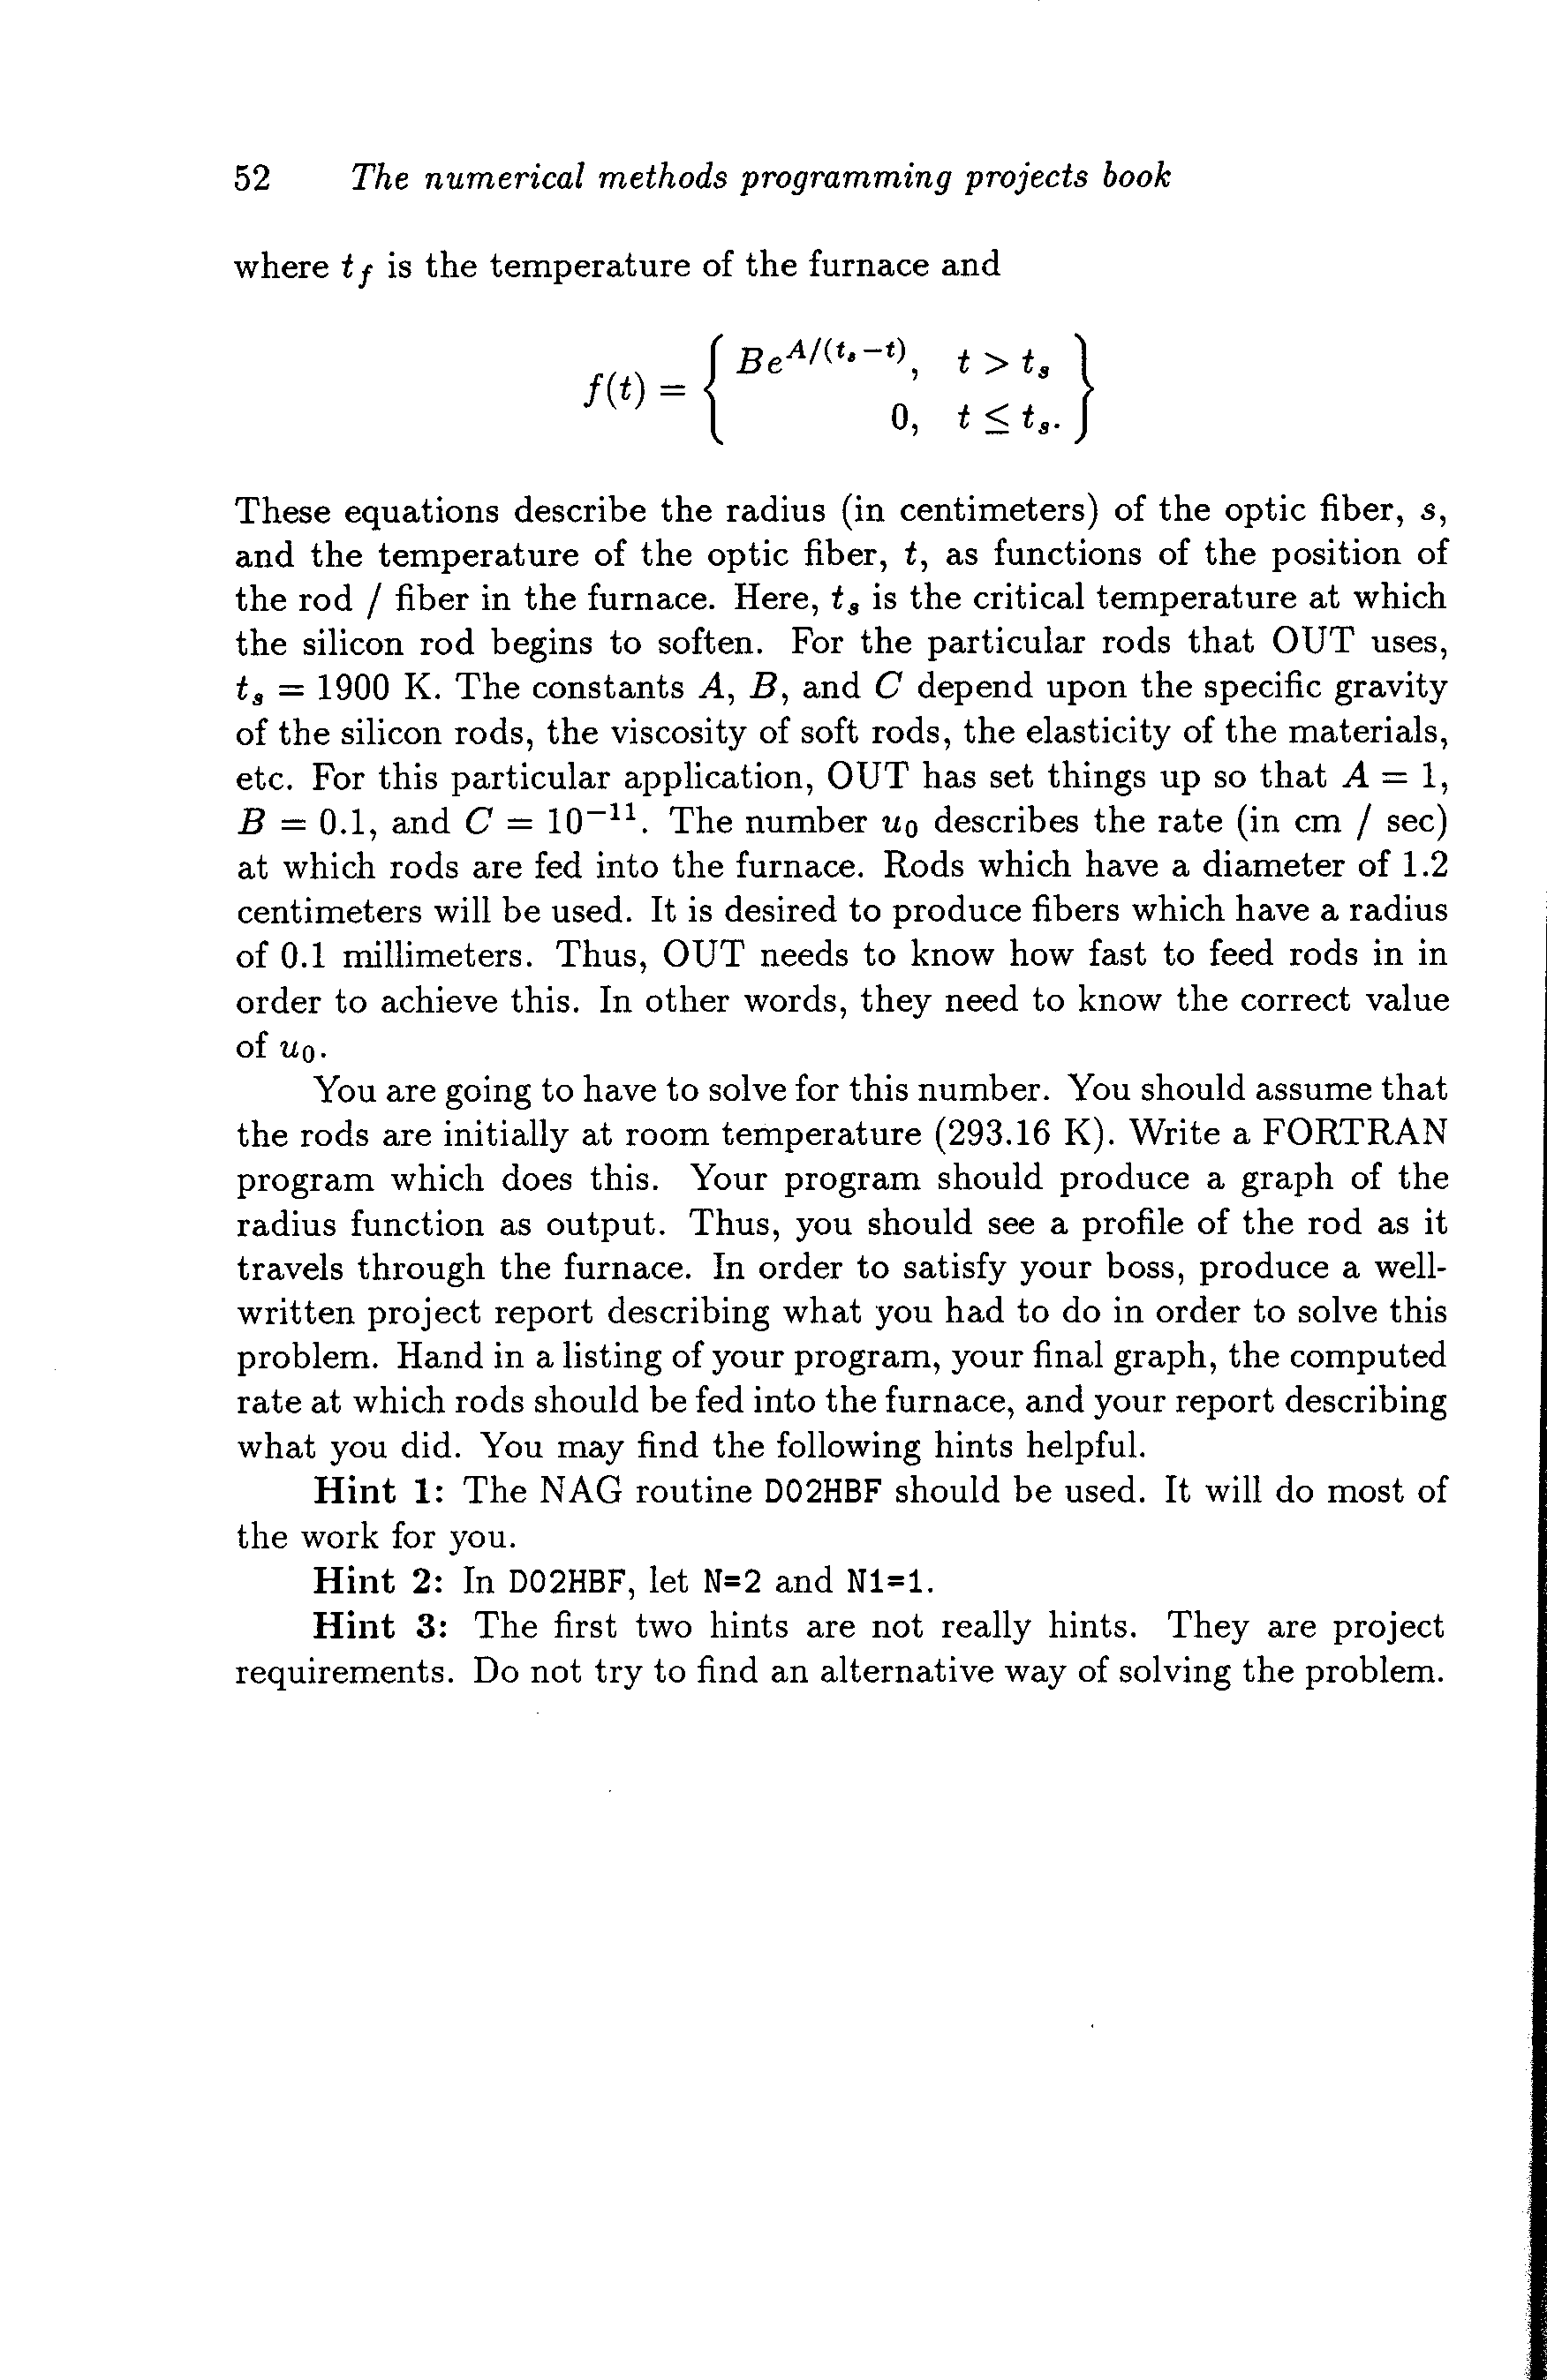 52 The numerical methods programming projects book
where t_f is the temperature of the furnace and
f(t) = { Be^{A/(t_s−t)}, t > t_s
0, t ≤ t_s. }
These equations describe the radius (in centimeters) of the optic fiber, s,
and the temperature of the optic fiber, t, as functions of the position of
the rod / fiber in the furnace. Here, t_s is the critical temperature at which
the silicon rod begins to soften. For the particular rods that OUT uses,
t_s = 1900 K. The constants A, B, and C depend upon the specific gravity
of the silicon rods, the viscosity of soft rods, the elasticity of the materials,
etc. For this particular application, OUT has set things up so that A = 1,
B = 0.1, and C = 10^{−11}. The number u_0 describes the rate (in cm / sec)
at which rods are fed into the furnace. Rods which have a diameter of 1.2
centimeters will be used. It is desired to produce fibers which have a radius
of 0.1 millimeters. Thus, OUT needs to know how fast to feed rods in in
order to achieve this. In other words, they need to know the correct value
of u_0.
You are going to have to solve for this number. You should assume that
the rods are initially at room temperature (293.16 K). Write a FORTRAN
program which does this. Your program should produce a graph of the
radius function as output. Thus, you should see a profile of the rod as it
travels through the furnace. In order to satisfy your boss, produce a well-
written project report describing what you had to do in order to solve this
problem. Hand in a listing of your program, your final graph, the computed
rate at which rods should be fed into the furnace, and your report describing
what you did. You may find the following hints helpful.
Hint 1: The NAG routine D02HBF should be used. It will do most of
the work for you.
Hint 2: In D02HBF, let N=2 and N1=1.
Hint 3: The first two hints are not really hints. They are project
requirements. Do not try to find an alternative way of solving the problem.